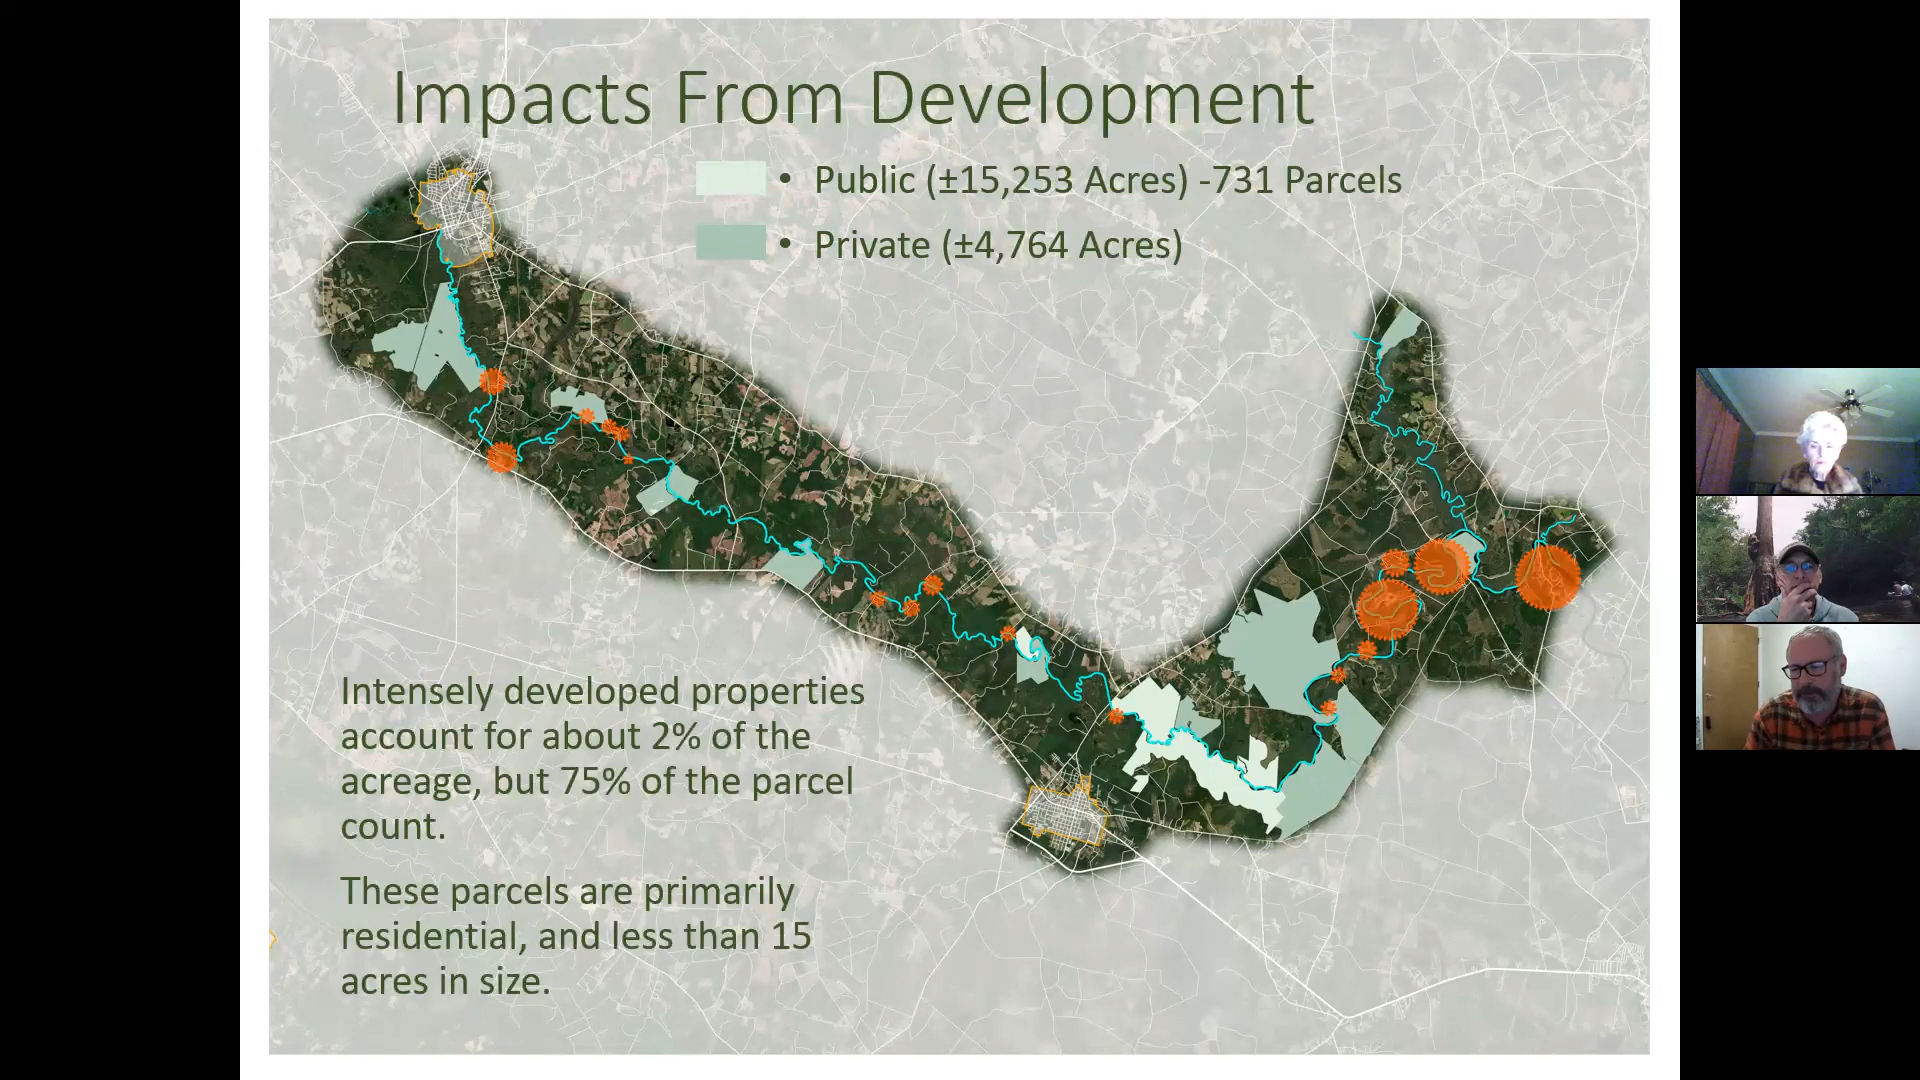 Impacts From Development
• Public (±15,253 Acres) -731 Parcels
• Private (±4,764 Acres)
Intensely developed properties
account for about 2% of the
acreage, but 75% of the parcel
count.
These parcels are primarily
residential, and less than 15
acres in size.